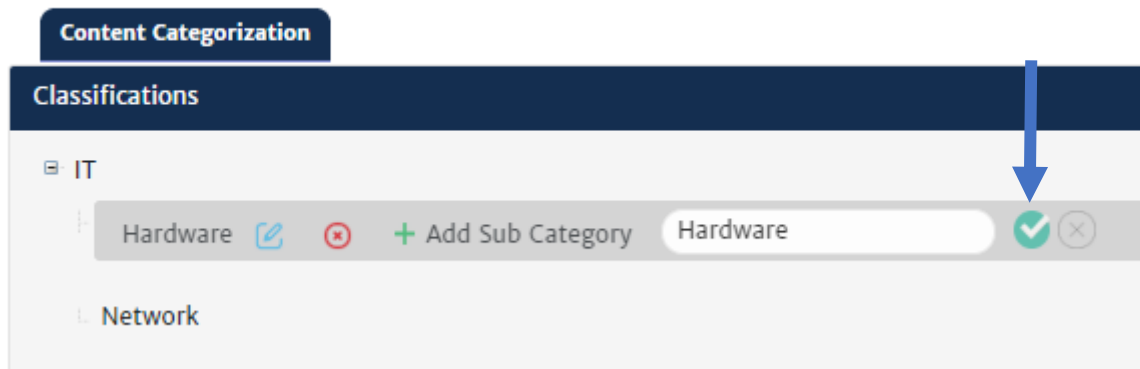 Content Categorization
Classifications
IT
Hardware + Add Sub Category Hardware
Network